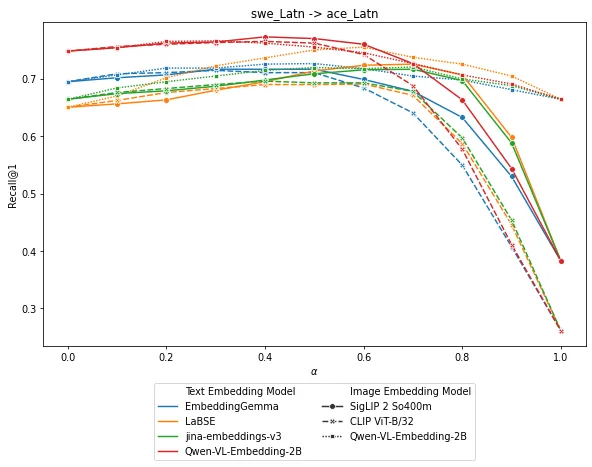 swe_Latn -> ace_Latn
Recall@1
0.7
0.6
0.5
0.4
0.3
0.0 0.2 0.4 0.6 0.8 1.0
α
Text Embedding Model Image Embedding Model
EmbeddingGemma SigLIP 2 So400m
LaBSE CLIP ViT-B/32
jina-embeddings-v3 Qwen-VL-Embedding-2B
Qwen-VL-Embedding-2B